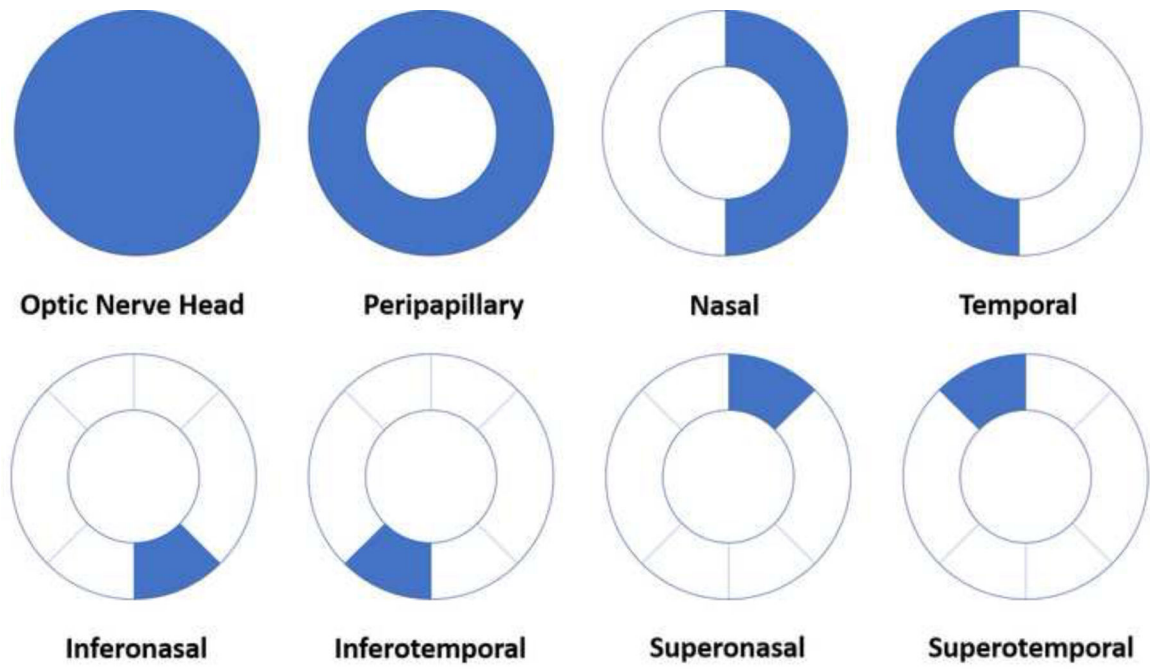 Optic Nerve Head Peripapillary Nasal Temporal
Inferonasal Inferotemporal Superonasal Superotemporal